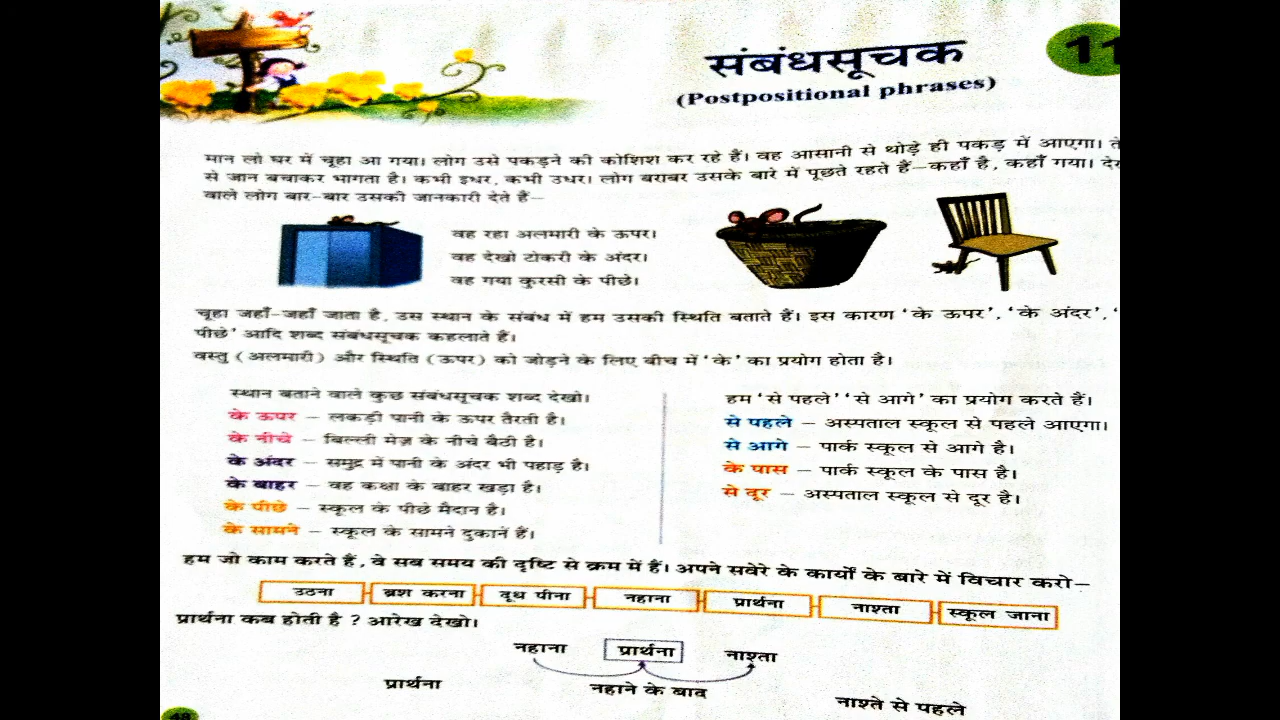 संबंधसूचक
11
(Postpositional phrases)
मान लो घर में चूहा आ गया। लोग उसे पकड़ने की कोशिश कर रहे हैं। वह आसानी से थोड़े ही पकड़ में आएगा।
से जान बचाकर भागता है। कभी इधर, कभी उधर। लोग बराबर उसके बारे में पूछते रहते हैं—कहाँ है, कहाँ गया।
वाले लोग बार-बार उसकी जानकारी देते हैं—
वह रहा अलमारी के ऊपर।
वह देखो टोकरी के अंदर।
वह गया कुरसी के पीछे।
चूहा जहाँ-जहाँ जाता है, उस स्थान के संबंध में हम उसकी स्थिति बताते हैं। इस कारण 'के ऊपर', 'के अंदर', '
पीछे' आदि शब्द संबंधसूचक कहलाते हैं।
वस्तु (अलमारी) और स्थिति (ऊपर) को जोड़ने के लिए बीच में 'के' का प्रयोग होता है।
स्थान बताने वाले कुछ संबंधसूचक शब्द देखो।
के ऊपर – लकड़ी पानी के ऊपर तैरती है।
के नीचे – बिल्ली मेज़ के नीचे बैठी है।
के अंदर – समुद्र में पानी के अंदर भी पहाड़ है।
के बाहर – वह कक्षा के बाहर खड़ा है।
के पीछे – स्कूल के पीछे मैदान है।
के सामने – स्कूल के सामने दुकानें हैं।
हम 'से पहले' 'से आगे' का प्रयोग करते हैं।
से पहले – अस्पताल स्कूल से पहले आएगा।
से आगे – पार्क स्कूल से आगे है।
के पास – पार्क स्कूल के पास है।
से दूर – अस्पताल स्कूल से दूर है।
हम जो काम करते हैं, वे सब समय की दृष्टि से क्रम में हैं। अपने सवेरे के कार्यों के बारे में विचार करो—
उठना ब्रश करना दूध पीना नहाना प्रार्थना नाश्ता स्कूल जाना
प्रार्थना कब होती है ? आरेख देखो।
नहाना प्रार्थना नाश्ता
प्रार्थना नहाने के बाद नाश्ते से पहले
48